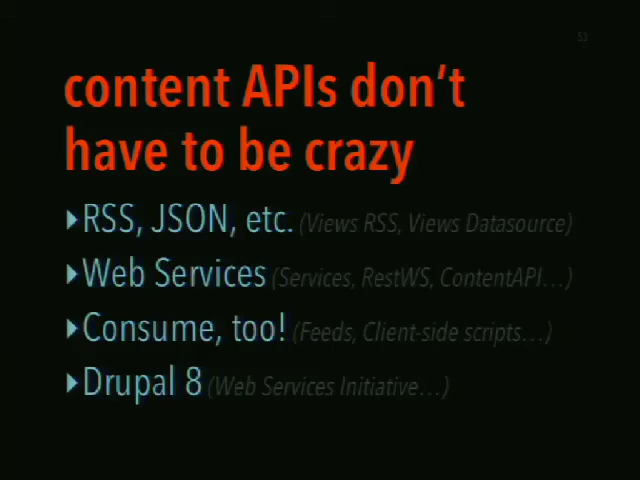 53
content APIs don't
have to be crazy
▸RSS, JSON, etc. (Views RSS, Views Datasource)
▸Web Services (Services, RestWS, ContentAPI...)
▸Consume, too! (Feeds, Client-side scripts...)
▸Drupal 8 (Web Services Initiative...)